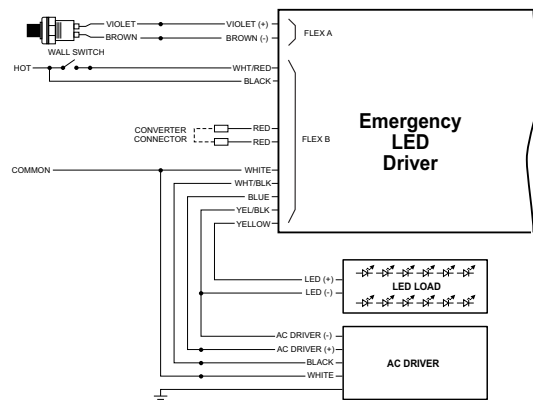 VIOLET VIOLET (+)
BROWN BROWN (-)
FLEX A
WALL SWITCH
HOT WHT/RED
BLACK
RED
CONVERTER CONNECTOR
RED
FLEX B
Emergency
LED
Driver
COMMON WHITE
WHT/BLK
BLUE
YEL/BLK
YELLOW
LED (+)
LED (-)
LED LOAD
AC DRIVER (-)
AC DRIVER (+)
BLACK
WHITE
AC DRIVER